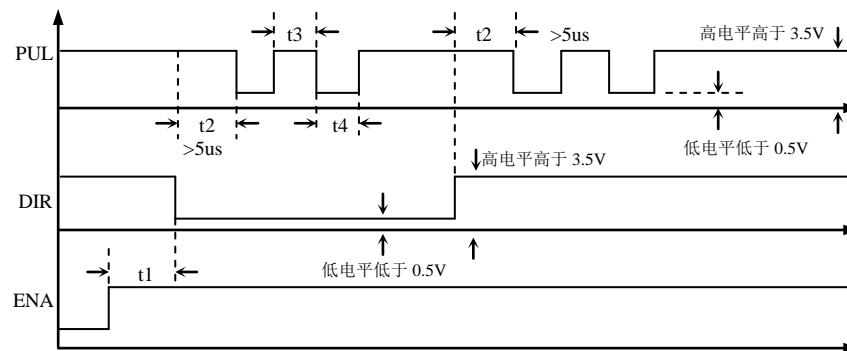 t3
t2
>5us
高电平高于 3.5V
PUL
t2
t4
>5us
低电平低于 0.5V
高电平高于 3.5V
DIR
t1
低电平低于 0.5V
ENA